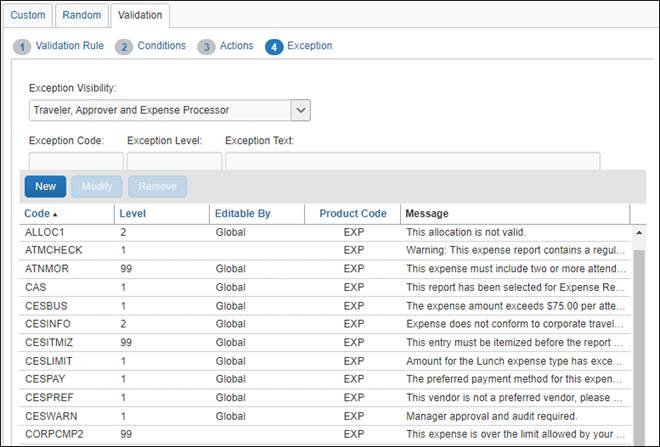 Custom Random Validation
1 Validation Rule 2 Conditions 3 Actions 4 Exception
Exception Visibility:
Traveler, Approver and Expense Processor
Exception Code: Exception Level: Exception Text:
New Modify Remove
Code Level Editable By Product Code Message
ALLOC1 2 Global EXP This allocation is not valid.
ATMCHECK 1 EXP Warning: This expense report contains a regul...
ATNMOR 99 Global EXP This expense must include two or more attend...
CAS 1 Global EXP This report has been selected for Expense Re...
CESBUS 1 Global EXP The expense amount exceeds $75.00 per atte...
CESINFO 2 Global EXP Expense does not conform to corporate travel...
CESITMIZ 99 Global EXP This entry must be itemized before the report ...
CESLIMIT 1 Global EXP Amount for the Lunch expense type has exce...
CESPAY 1 Global EXP The preferred payment method for this expen...
CESPREF 1 Global EXP This vendor is not a preferred vendor, please ...
CESWARN 1 Global EXP Manager approval and audit required.
CORPCMP2 99 EXP This expense is over the limit allowed by your ...